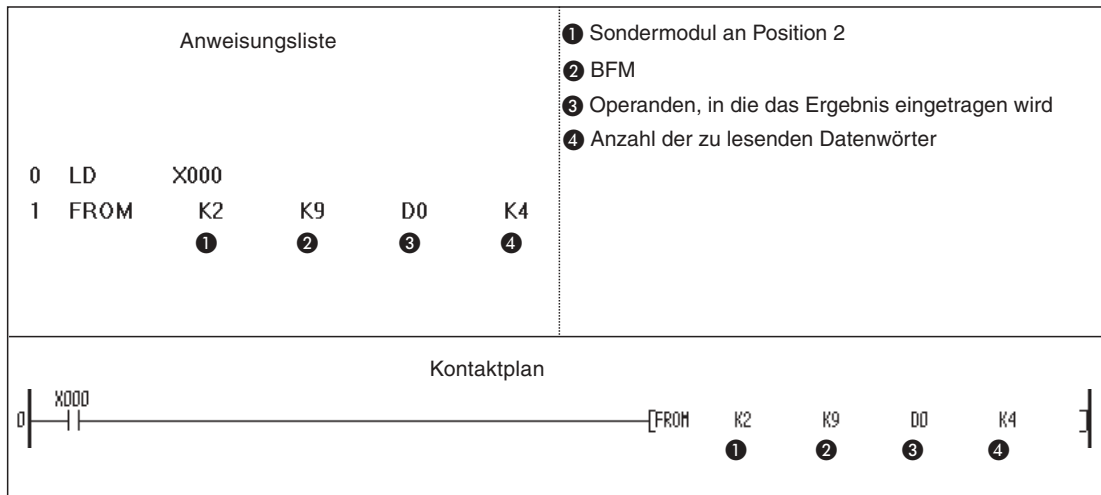 Anweisungsliste
0 LD X000
1 FROM K2 K9 D0 K4
❶ ❷ ❸ ❹
❶ Sondermodul an Position 2
❷ BFM
❸ Operanden, in die das Ergebnis eingetragen wird
❹ Anzahl der zu lesenden Datenwörter
Kontaktplan
X000
0 [FROM K2 K9 D0 K4 ]
❶ ❷ ❸ ❹